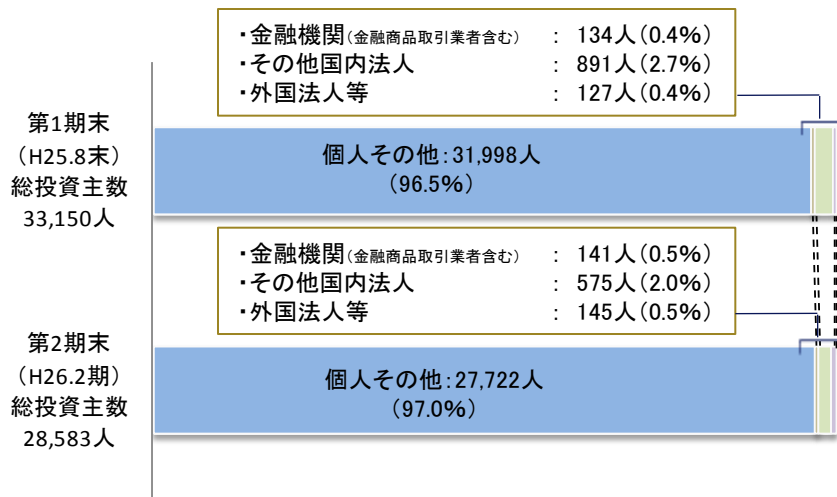 ・金融機関(金融商品取引業者含む) : 134人(0.4%)
・その他国内法人 : 891人(2.7%)
・外国法人等 : 127人(0.4%)
第1期末
(H25.8末)
総投資主数
33,150人
個人その他:31,998人
(96.5%)
・金融機関(金融商品取引業者含む) : 141人(0.5%)
・その他国内法人 : 575人(2.0%)
・外国法人等 : 145人(0.5%)
第2期末
(H26.2期)
総投資主数
28,583人
個人その他:27,722人
(97.0%)